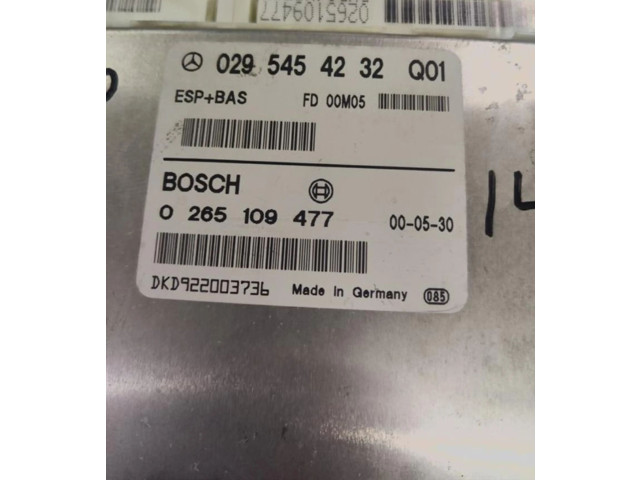 0265109477
029 545 42 32 Q01
ESP+BAS FD 00M05
BOSCH
0 265 109 477 00-05-30
DKD922003736 Made in Germany 085
14